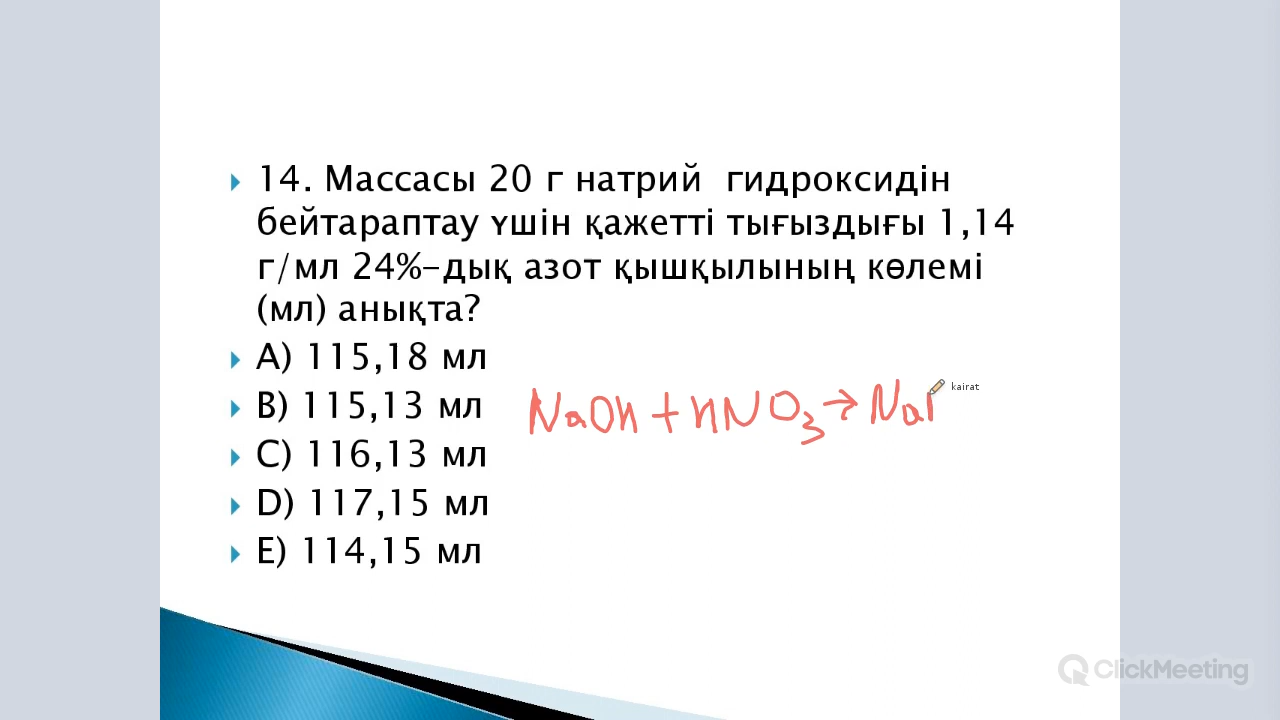 14. Массасы 20 г натрий гидроксидін
бейтараптау үшін қажетті тығыздығы 1,14
г/мл 24%-дық азот қышқылының көлемі
(мл) анықта?
А) 115,18 мл
В) 115,13 мл
NaOH + HNO3 → NaN
kairat
С) 116,13 мл
D) 117,15 мл
Е) 114,15 мл
ClickMeeting